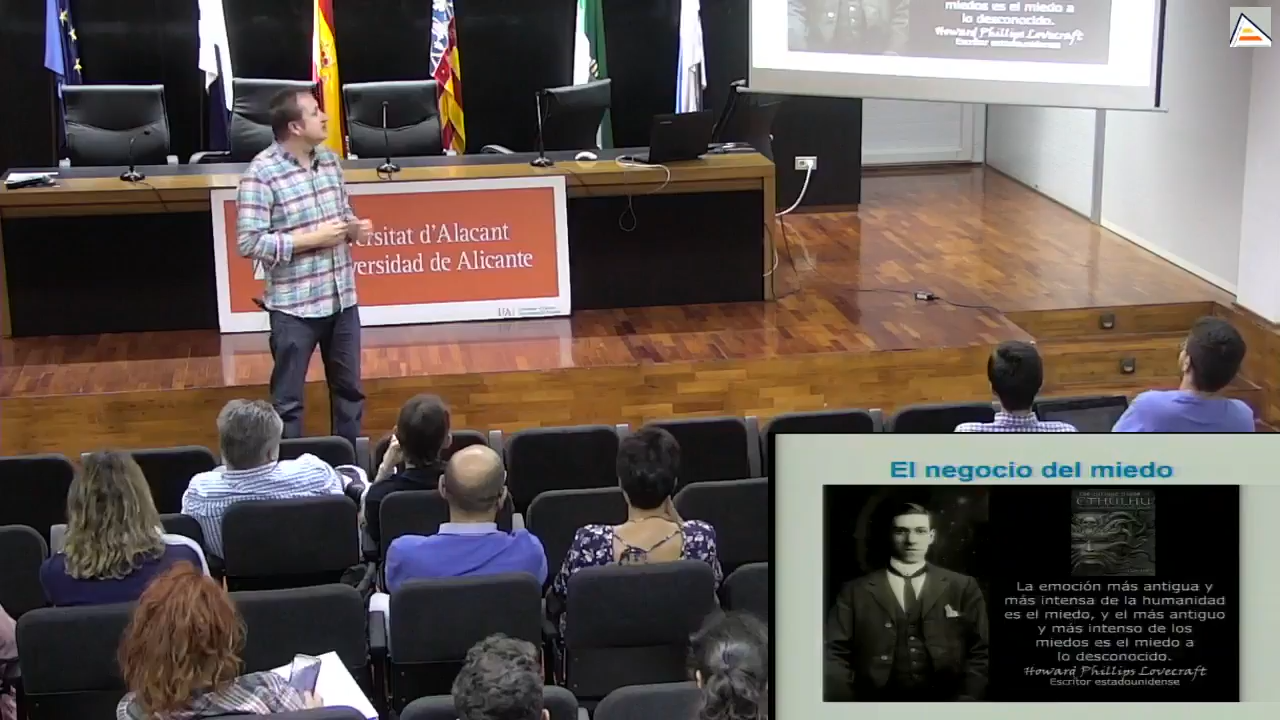 miedos es el miedo a
lo desconocido.
Howard Phillips Lovecraft
Escritor estadounidense
ersitat d'Alacant
versidad de Alicante
El negocio del miedo
CTHULHU
La emoción más antigua y
más intensa de la humanidad
es el miedo, y el más antiguo
y más intenso de los
miedos es el miedo a
lo desconocido.
Howard Phillips Lovecraft
Escritor estadounidense